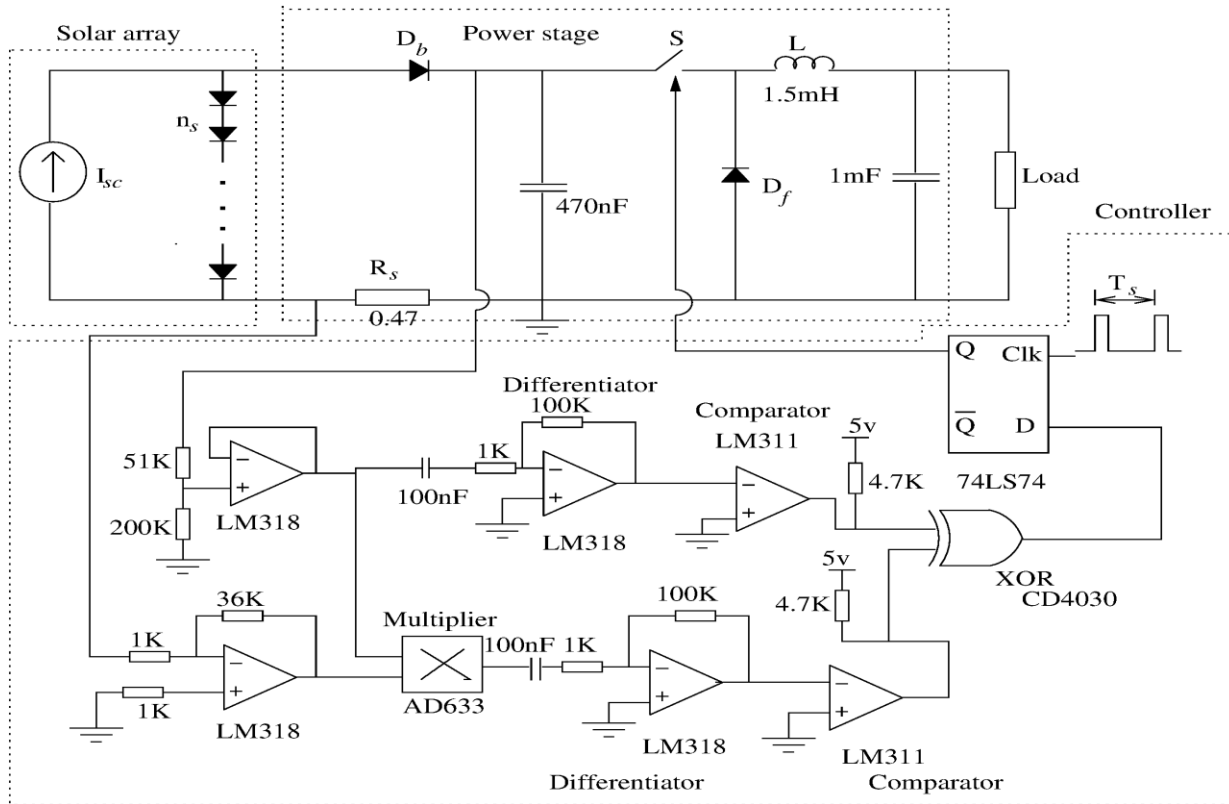 Solar array
Power stage
D_b
S
L
1.5mH
n_s
I_sc
470nF
D_f
1mF
Load
Controller
R_s
0.47
T_s
Q
Clk
Q̅
D
74LS74
Differentiator
100K
Comparator
LM311
5v
4.7K
51K
1K
100nF
200K
LM318
LM318
5v
XOR
CD4030
36K
4.7K
100K
Multiplier
1K
100nF
1K
AD633
1K
LM318
LM318
LM311
Differentiator
Comparator